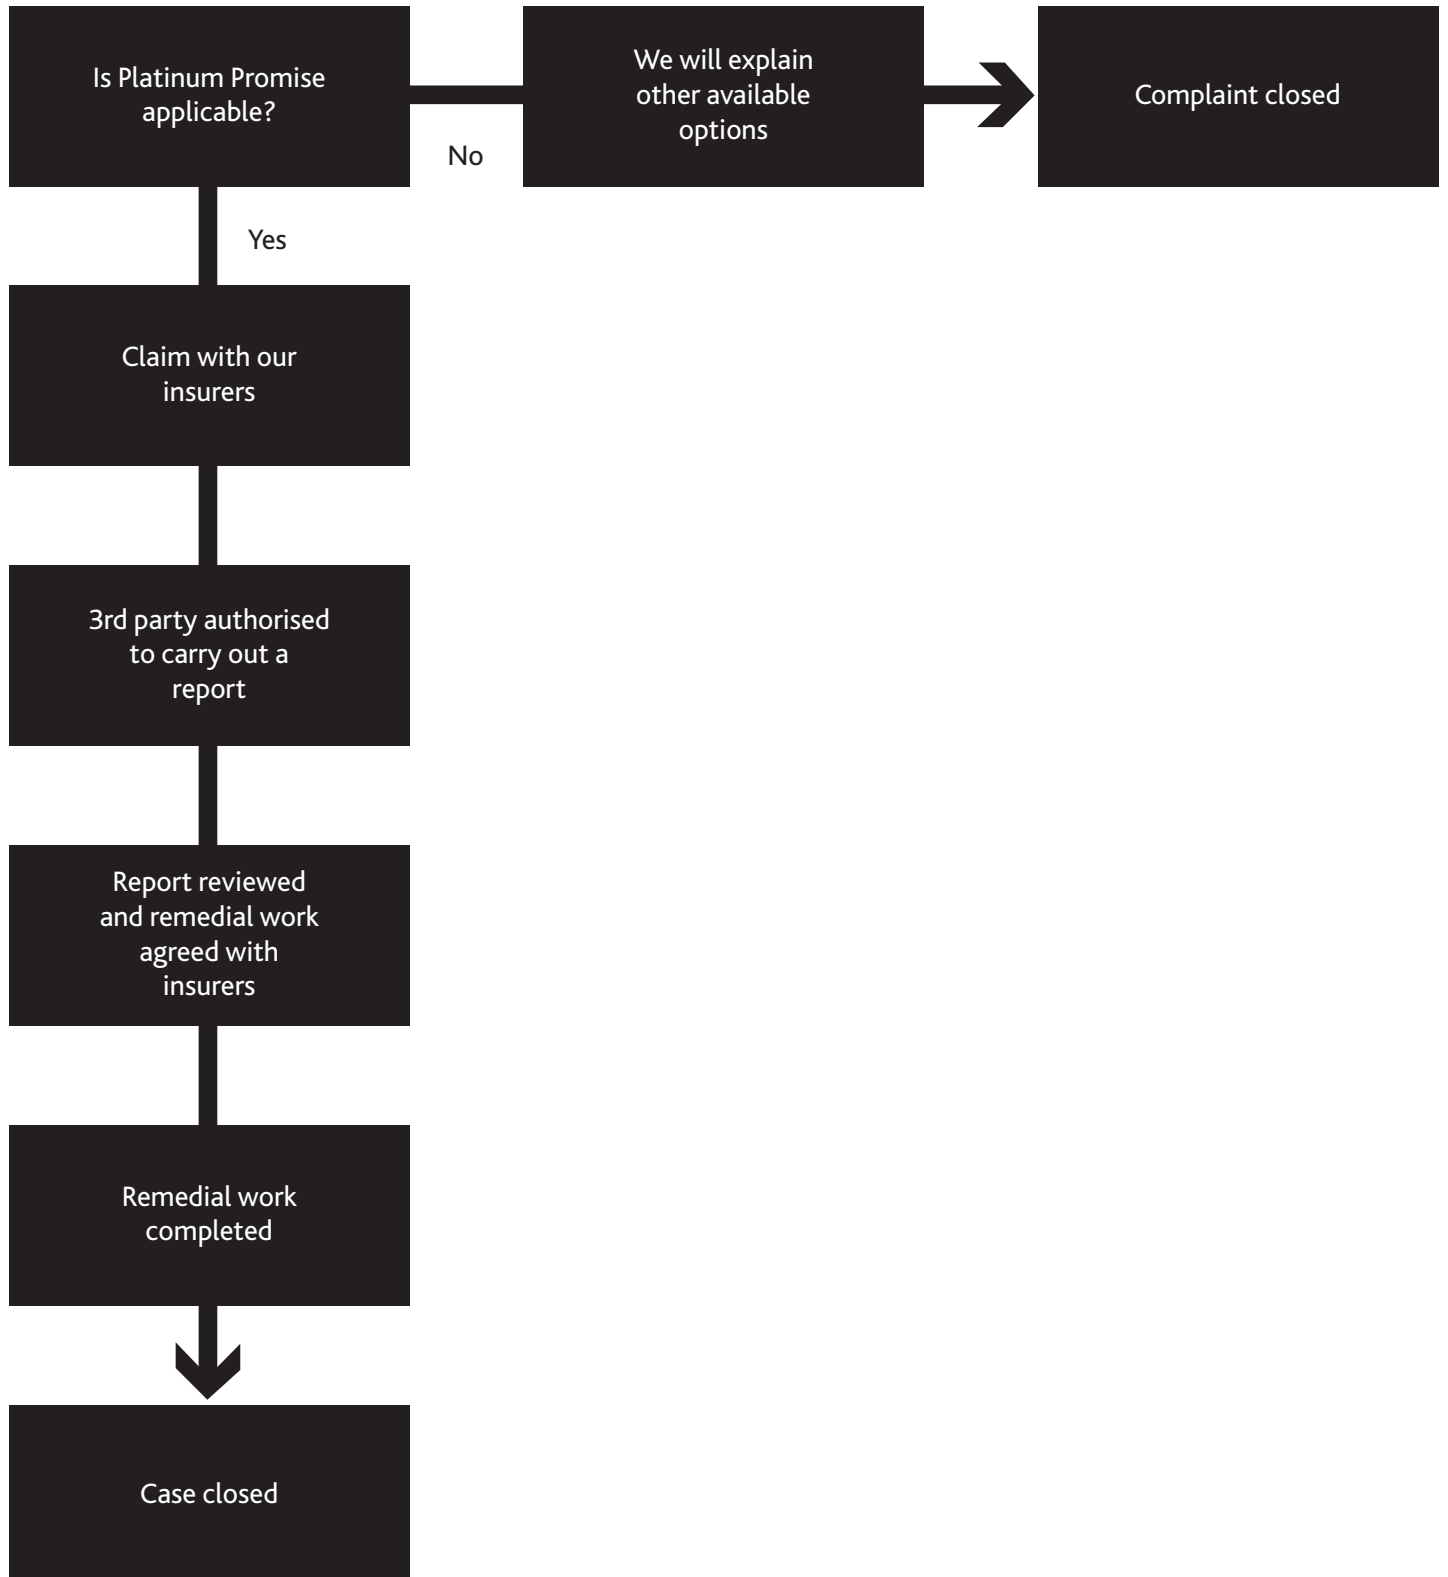 Is Platinum Promise
applicable?
No
We will explain
other available
options
Complaint closed
Yes
Claim with our
insurers
3rd party authorised
to carry out a
report
Report reviewed
and remedial work
agreed with
insurers
Remedial work
completed
Case closed